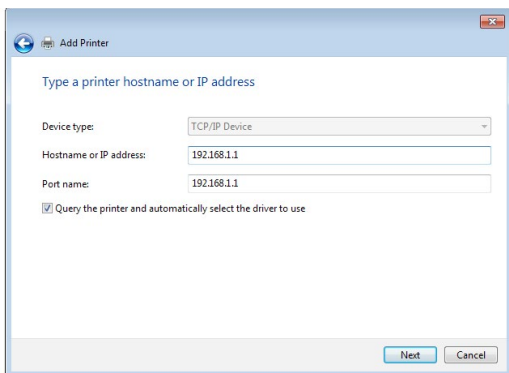 Add Printer
Type a printer hostname or IP address
Device type: TCP/IP Device
Hostname or IP address: 192.168.1.1
Port name: 192.168.1.1
Query the printer and automatically select the driver to use
Next Cancel